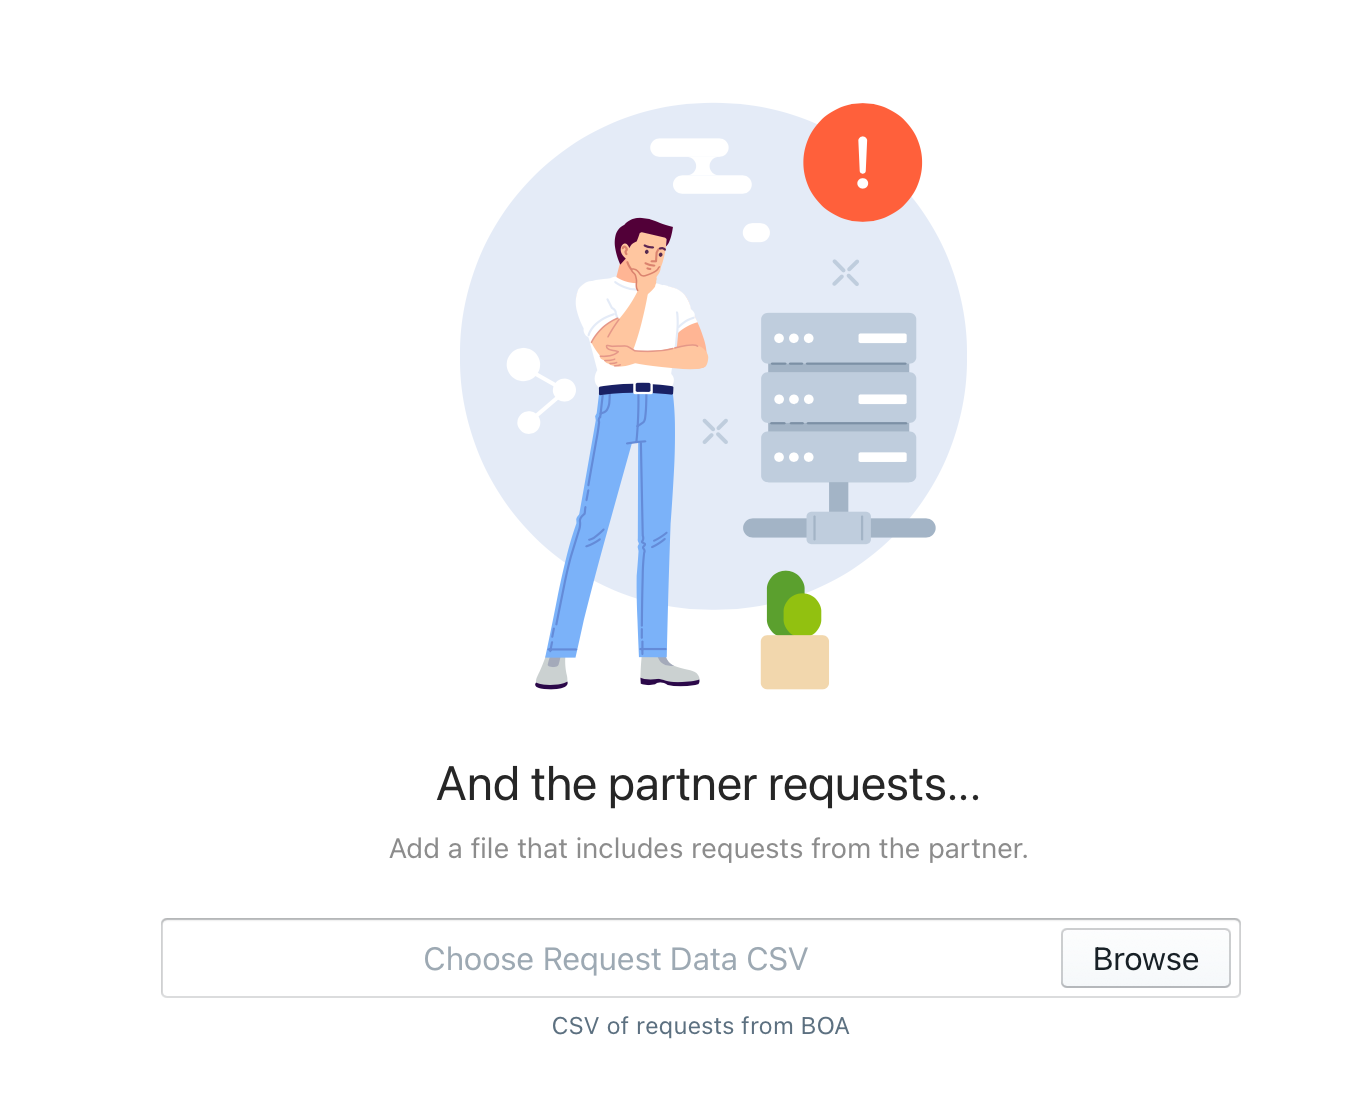 And the partner requests...
Add a file that includes requests from the partner.
Choose Request Data CSV
Browse
CSV of requests from BOA